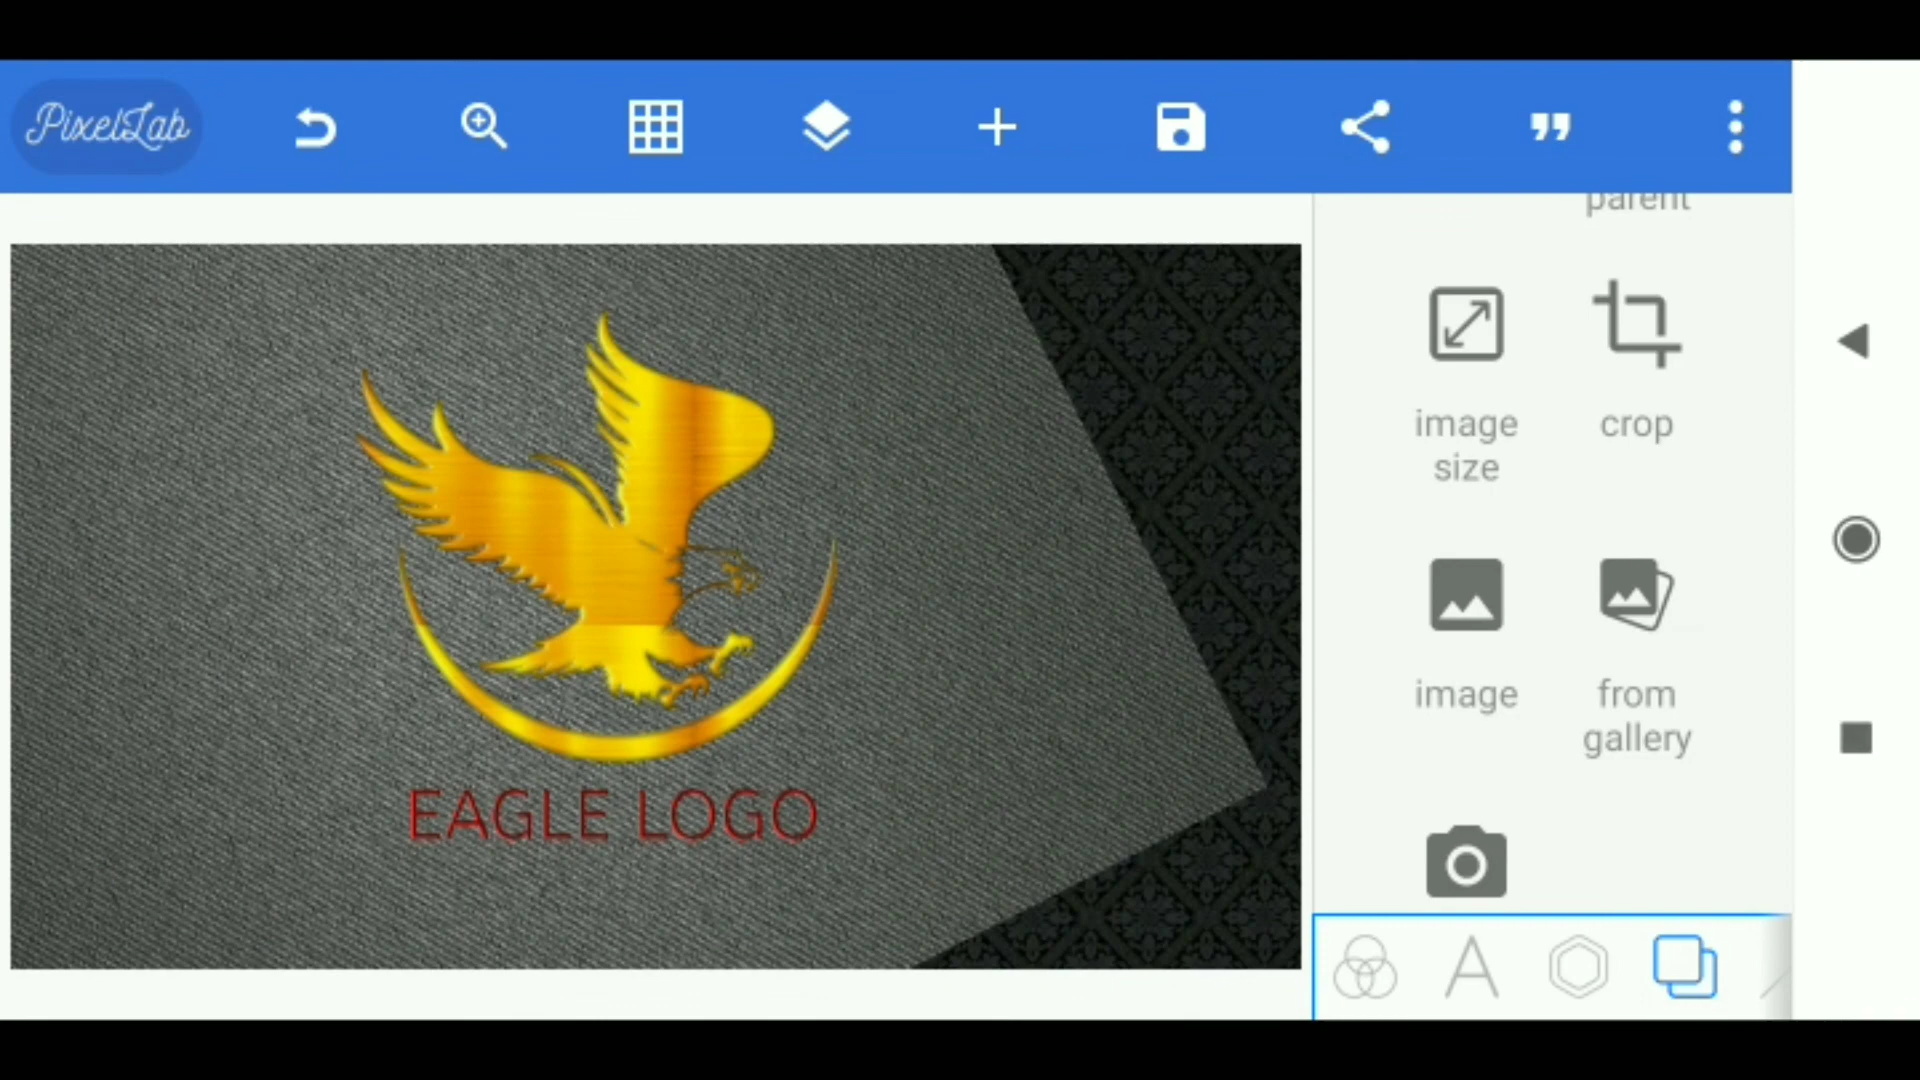 PixelLab
parent
image
size
crop
image
from
gallery
EAGLE LOGO